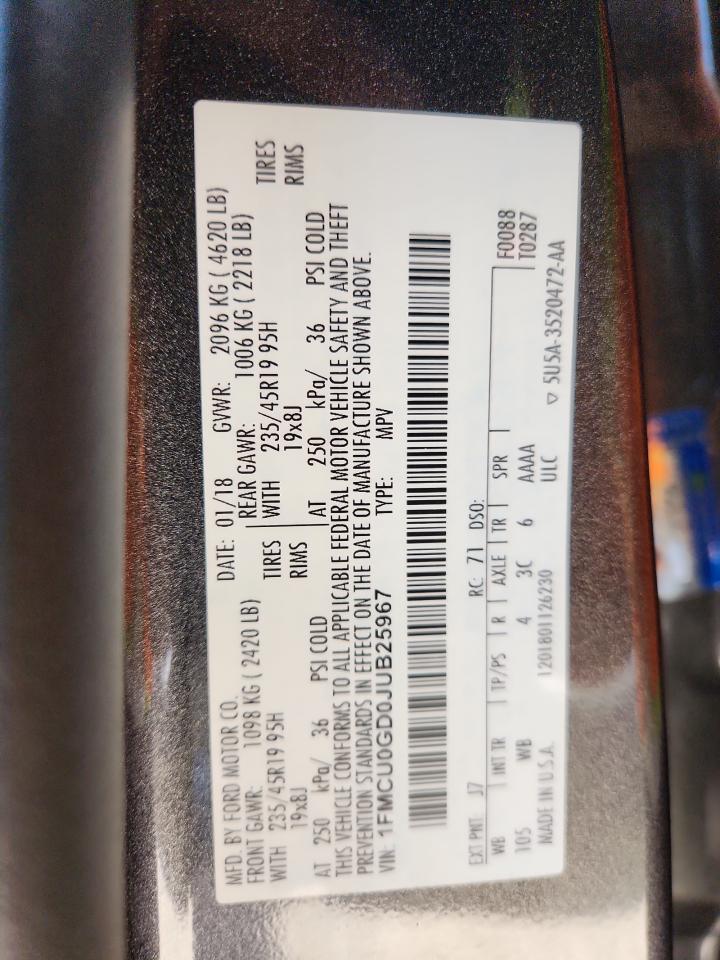 MFD. BY FORD MOTOR CO. DATE: 01/18 GVWR: 2096 KG ( 4620 LB)
FRONT GAWR: 1098 KG ( 2420 LB) REAR GAWR: 1006 KG ( 2218 LB)
WITH 235/45R19 95H TIRES WITH 235/45R19 95H TIRES
19x8J RIMS 19x8J RIMS
AT 250 kPa/ 36 PSI COLD AT 250 kPa/ 36 PSI COLD
THIS VEHICLE CONFORMS TO ALL APPLICABLE FEDERAL MOTOR VEHICLE SAFETY AND THEFT
PREVENTION STANDARDS IN EFFECT ON THE DATE OF MANUFACTURE SHOWN ABOVE.
VIN: 1FMCU0GD0JUB25967 TYPE: MPV
EXT PNT: J7 RC: 71 DSO:
WB INT TR TP/PS R AXLE TR SPR F0088
105 WB 4 3C 6 AAAA T0287
MADE IN U.S.A. 1201801126230 ULC ▽ 5U5A-3520472-AA